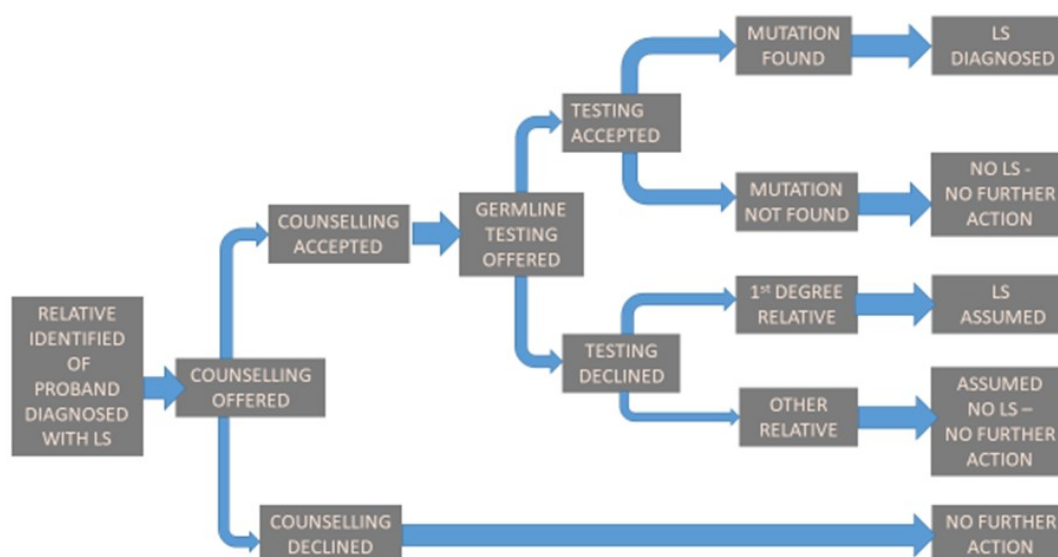 MUTATION
FOUND
LS
DIAGNOSED
TESTING
ACCEPTED
MUTATION
NOT FOUND
NO LS -
NO FURTHER
ACTION
COUNSELLING
ACCEPTED
GERMLINE
TESTING
OFFERED
1st DEGREE
RELATIVE
LS
ASSUMED
RELATIVE
IDENTIFIED
OF
PROBAND
DIAGNOSED
WITH LS
COUNSELLING
OFFERED
TESTING
DECLINED
OTHER
RELATIVE
ASSUMED
NO LS –
NO FURTHER
ACTION
COUNSELLING
DECLINED
NO FURTHER
ACTION